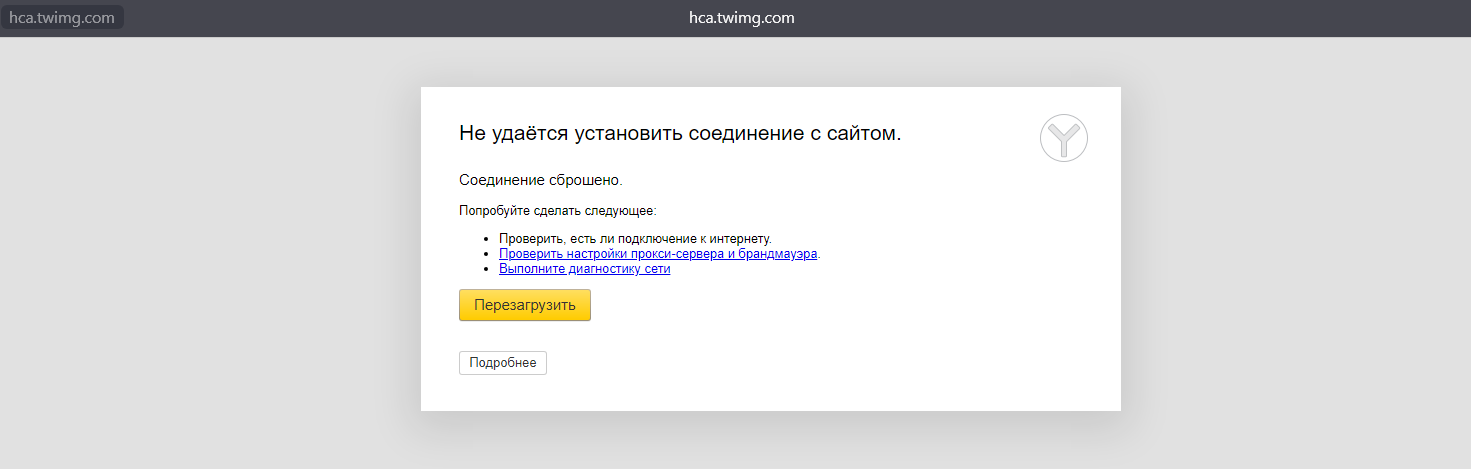 hca.twimg.com
hca.twimg.com
Не удаётся установить соединение с сайтом.
Соединение сброшено.
Попробуйте сделать следующее:
Проверить, есть ли подключение к интернету.
Проверить настройки прокси-сервера и брандмауэра.
Выполните диагностику сети
Перезагрузить
Подробнее